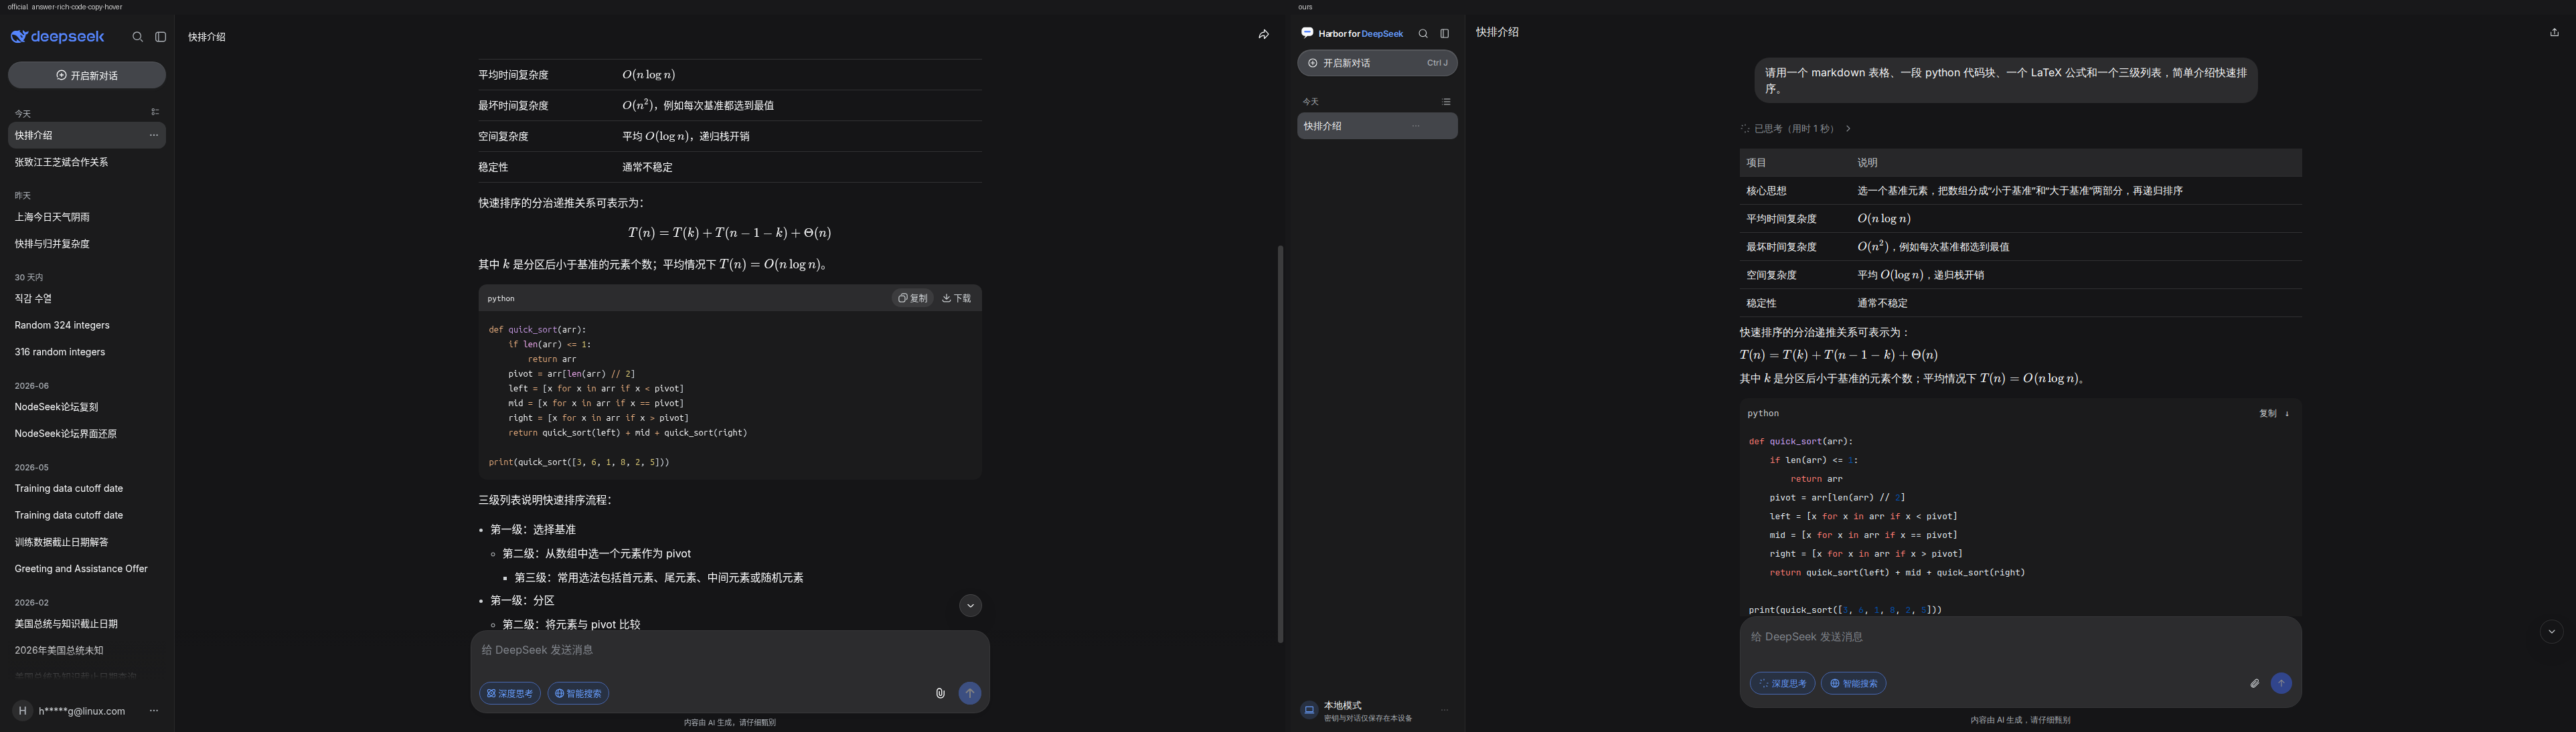 official answer-rich-code-copy-hover
deepseek
开启新对话
今天
快排介绍
张致江王芝斌合作关系
昨天
上海今日天气阴雨
快排与归并复杂度
30 天内
직감 수열
Random 324 integers
316 random integers
2026-06
NodeSeek论坛复刻
NodeSeek论坛界面还原
2026-05
Training data cutoff date
Training data cutoff date
训练数据截止日期解答
Greeting and Assistance Offer
2026-02
美国总统与知识截止日期
2026年美国总统未知
H h*****g@linux.com
快排介绍
平均时间复杂度 O(n log n)
最坏时间复杂度 O(n²)，例如每次基准都选到最值
空间复杂度 平均 O(log n)，递归栈开销
稳定性 通常不稳定
快速排序的分治递推关系可表示为：
T(n) = T(k) + T(n − 1 − k) + Θ(n)
其中 k 是分区后小于基准的元素个数；平均情况下 T(n) = O(n log n)。
python 复制 下载
def quick_sort(arr):
    if len(arr) <= 1:
        return arr
    pivot = arr[len(arr) // 2]
    left = [x for x in arr if x < pivot]
    mid = [x for x in arr if x == pivot]
    right = [x for x in arr if x > pivot]
    return quick_sort(left) + mid + quick_sort(right)
print(quick_sort([3, 6, 1, 8, 2, 5]))
三级列表说明快速排序流程：
• 第一级：选择基准
◦ 第二级：从数组中选一个元素作为 pivot
▪ 第三级：常用选法包括首元素、尾元素、中间元素或随机元素
• 第一级：分区
◦ 第二级：将元素与 pivot 比较
给 DeepSeek 发送消息
深度思考 智能搜索
内容由 AI 生成，请仔细甄别
ours
Harbor for DeepSeek
开启新对话 Ctrl J
今天
快排介绍
本地模式
密钥与对话仅保存在本设备
快排介绍
请用一个 markdown 表格、一段 python 代码块、一个 LaTeX 公式和一个三级列表，简单介绍快速排
序。
已思考（用时 1 秒）
项目 说明
核心思想 选一个基准元素，把数组分成“小于基准”和“大于基准”两部分，再递归排序
平均时间复杂度 O(n log n)
最坏时间复杂度 O(n²)，例如每次基准都选到最值
空间复杂度 平均 O(log n)，递归栈开销
稳定性 通常不稳定
快速排序的分治递推关系可表示为：
T(n) = T(k) + T(n − 1 − k) + Θ(n)
其中 k 是分区后小于基准的元素个数；平均情况下 T(n) = O(n log n)。
python 复制 ↓
def quick_sort(arr):
    if len(arr) <= 1:
        return arr
    pivot = arr[len(arr) // 2]
    left = [x for x in arr if x < pivot]
    mid = [x for x in arr if x == pivot]
    right = [x for x in arr if x > pivot]
    return quick_sort(left) + mid + quick_sort(right)
print(quick_sort([3, 6, 1, 8, 2, 5]))
给 DeepSeek 发送消息
深度思考 智能搜索
内容由 AI 生成，请仔细甄别